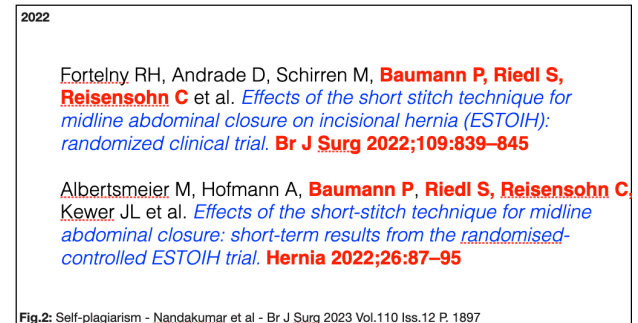 2022
Fortelny RH, Andrade D, Schirren M, Baumann P, Riedl S,
Reisensohn C et al. Effects of the short stitch technique for
midline abdominal closure on incisional hernia (ESTOIH):
randomized clinical trial. Br J Surg 2022;109:839–845
Albertsmeier M, Hofmann A, Baumann P, Riedl S, Reisensohn C,
Kewer JL et al. Effects of the short-stitch technique for midline
abdominal closure: short-term results from the randomised-
controlled ESTOIH trial. Hernia 2022;26:87–95
Fig.2: Self-plagiarism - Nandakumar et al - Br J Surg 2023 Vol.110 Iss.12 P. 1897